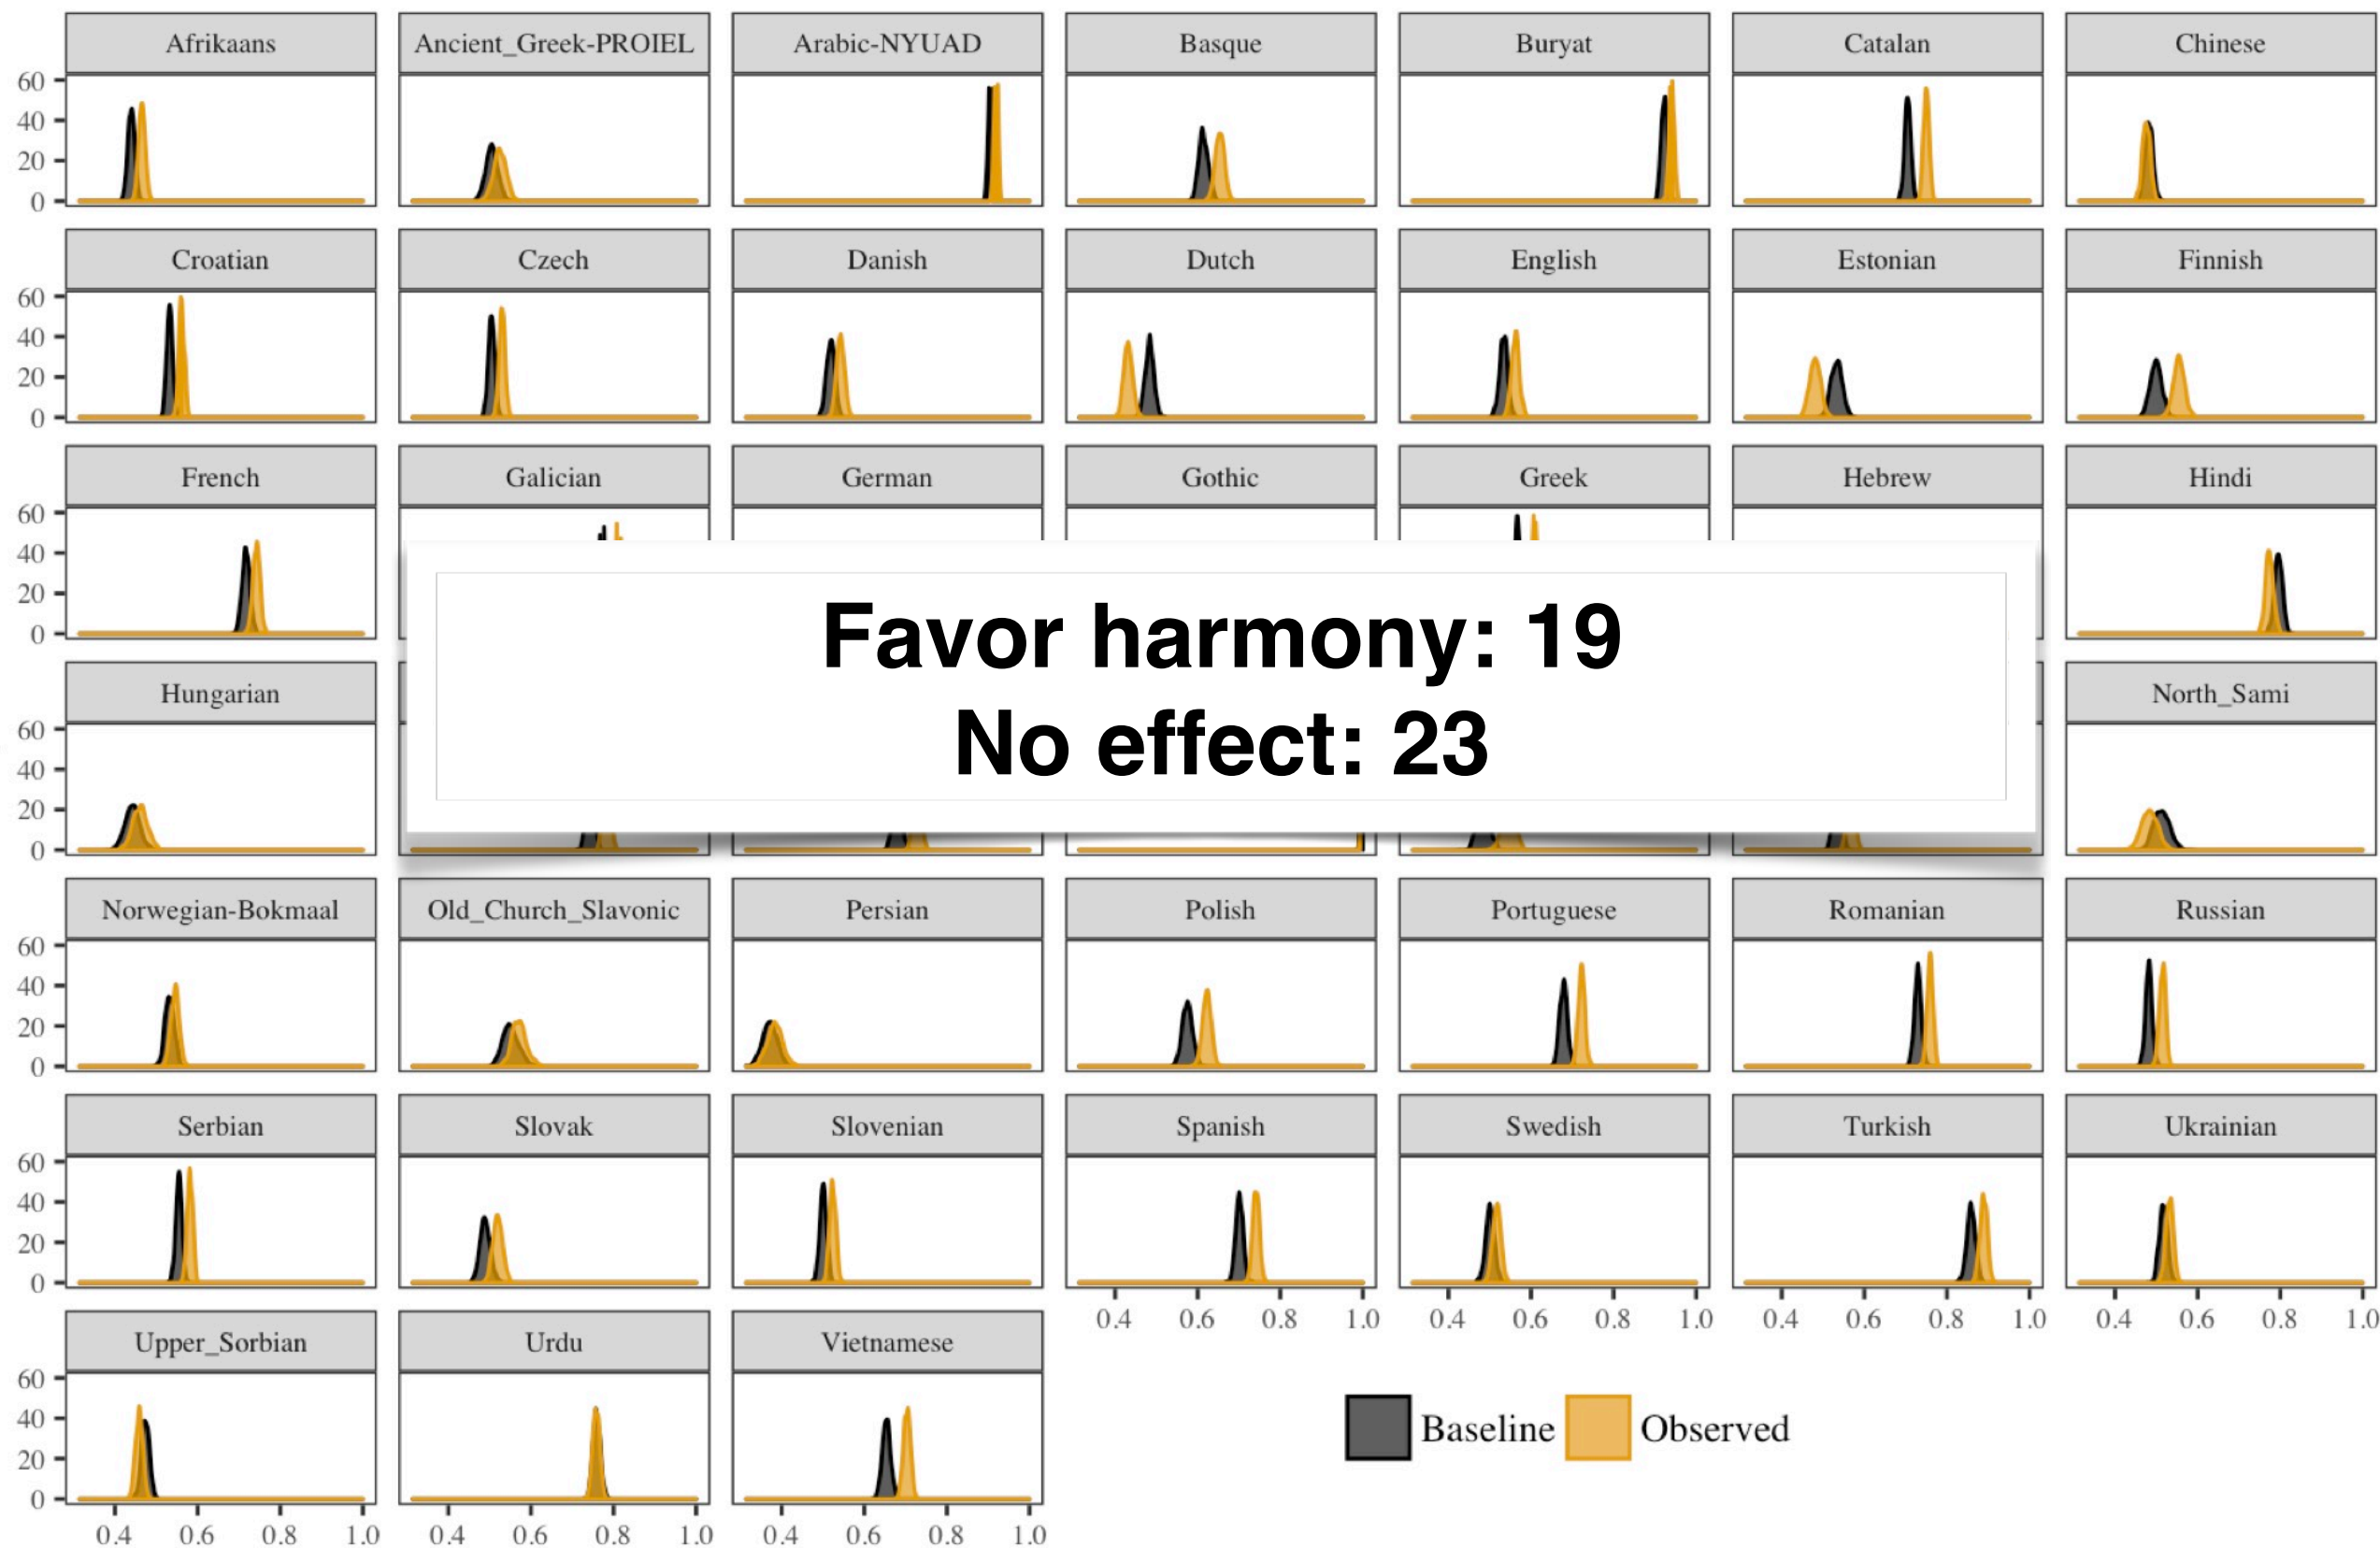 Afrikaans Ancient_Greek-PROIEL Arabic-NYUAD Basque Buryat Catalan Chinese
60
40
20
0
Croatian Czech Danish Dutch English Estonian Finnish
60
40
20
0
French Galician German Gothic Greek Hebrew Hindi
60
40
20
0
Favor harmony: 19
No effect: 23
Hungarian North_Sami
60
40
20
0
Norwegian-Bokmaal Old_Church_Slavonic Persian Polish Portuguese Romanian Russian
60
40
20
0
Serbian Slovak Slovenian Spanish Swedish Turkish Ukrainian
60
40
20
0
0.4 0.6 0.8 1.0 0.4 0.6 0.8 1.0 0.4 0.6 0.8 1.0 0.4 0.6 0.8 1.0
Upper_Sorbian Urdu Vietnamese
60
40
20
0
0.4 0.6 0.8 1.0 0.4 0.6 0.8 1.0 0.4 0.6 0.8 1.0
Baseline Observed